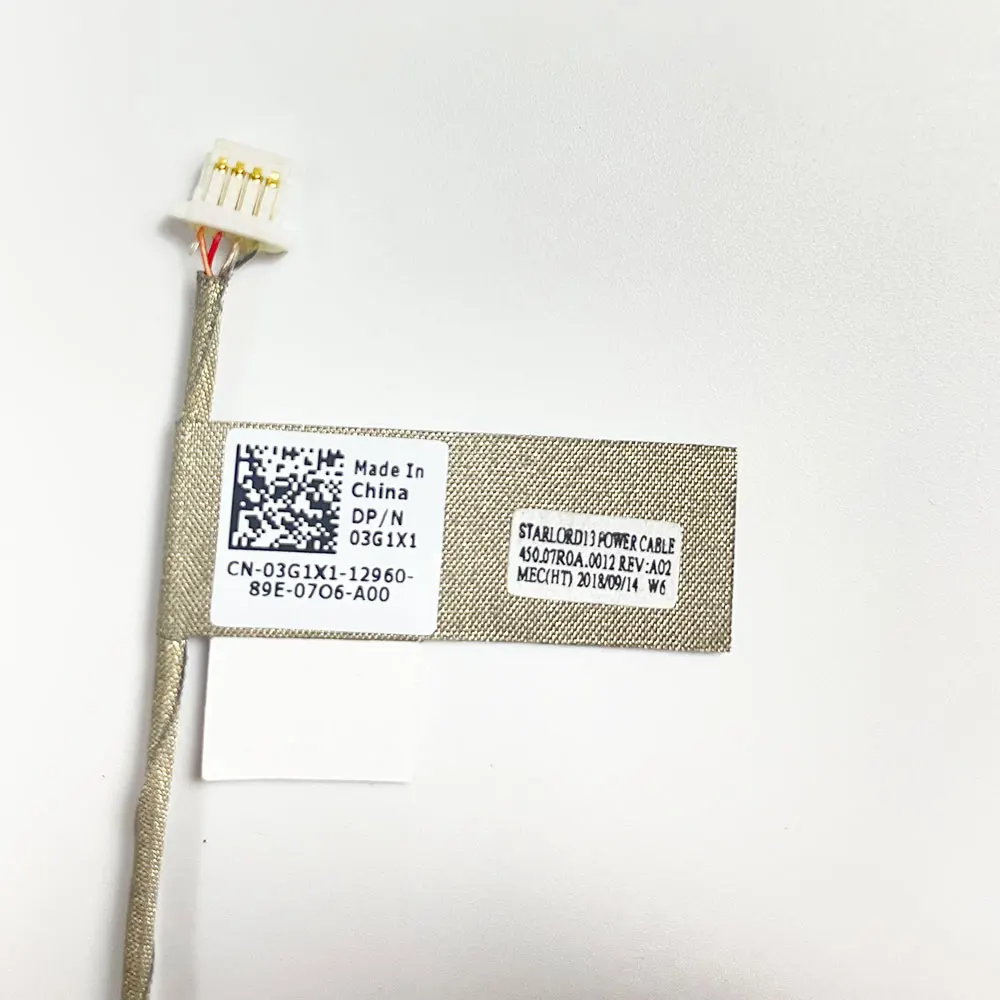 Made In
China
DP/N
03G1X1
CN-03G1X1-12960-
89E-07O6-A00
STARLORD13 POWER CABLE
450.07R0A.0012 REV:A02
MEC(HT) 2018/09/14 W6